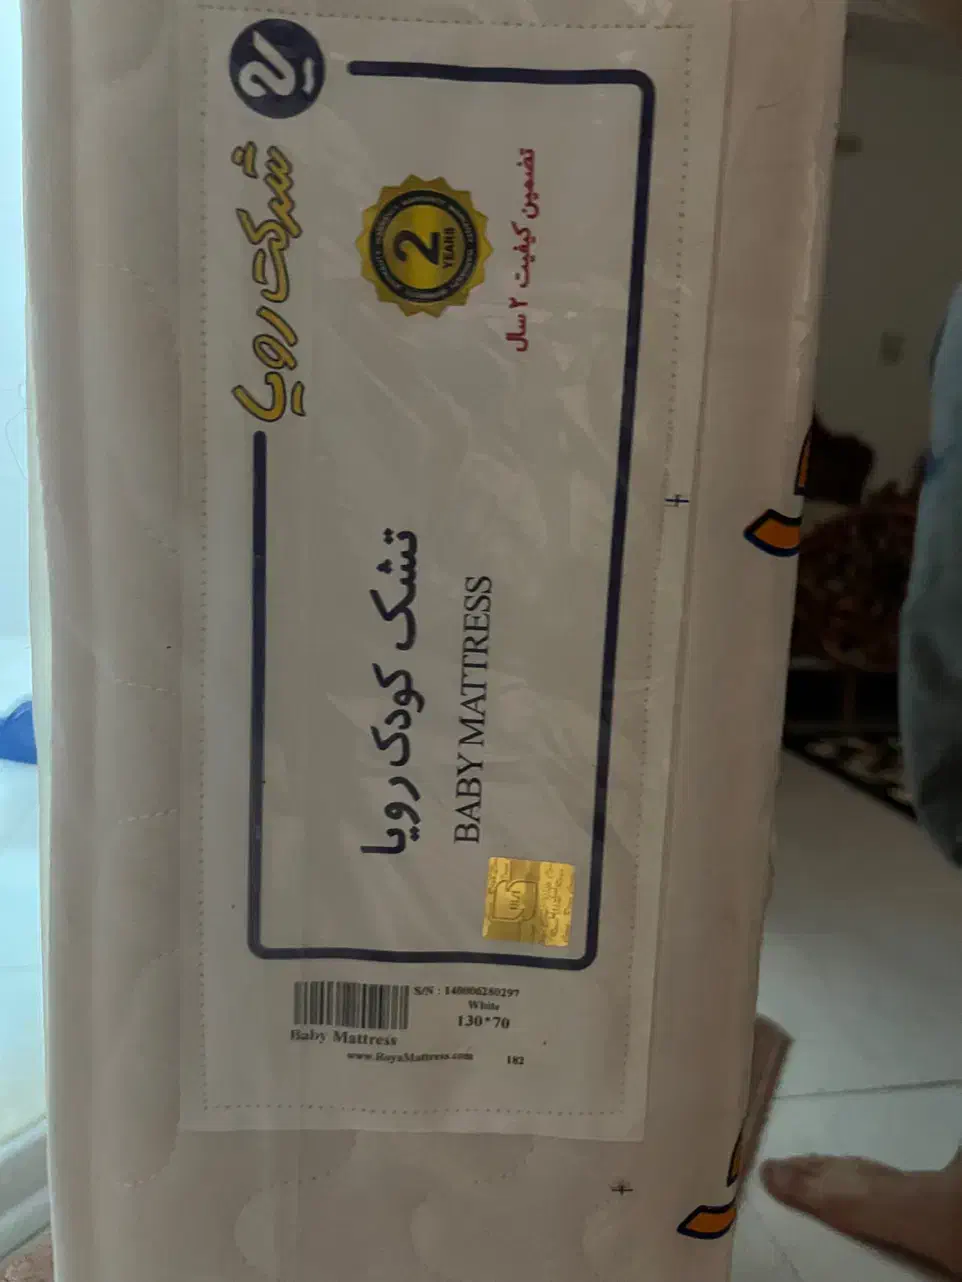 شرکت رویا
2
YEARS
تضمین کیفیت ۲ سال
تشک کودک رویا
BABY MATTRESS
S/N : 140006280297
White
130*70
Baby Mattress
www.RoyaMattress.com
182